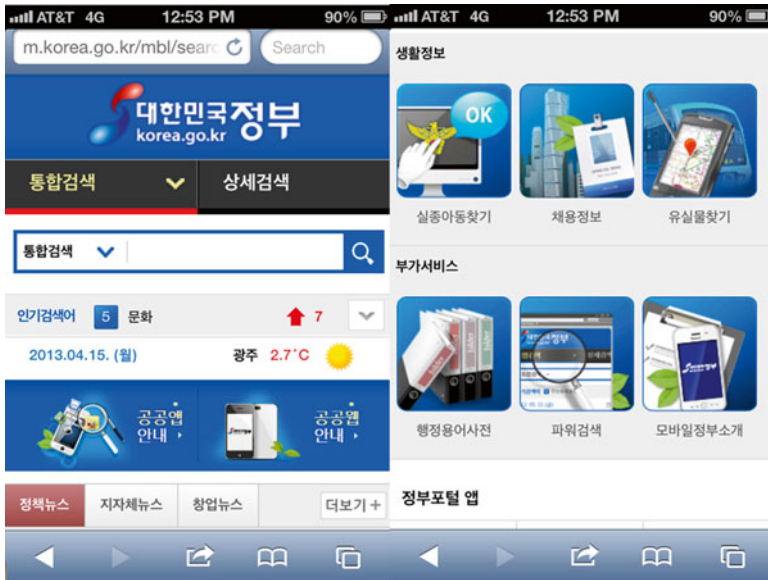 AT&T 4G 12:53 PM 90%
m.korea.go.kr/mbl/searc
Search
대한민국정부
korea.go.kr
통합검색
상세검색
통합검색
인기검색어 5 문화 7
2013.04.15. (월) 광주 2.7°C
공공앱
안내
공공웹
안내
정책뉴스 지자체뉴스 창업뉴스 더보기 +
AT&T 4G 12:53 PM 90%
생활정보
OK
실종아동찾기 채용정보 유실물찾기
부가서비스
folder folder folder
행정용어사전 파워검색 모바일정부소개
정부포털 앱